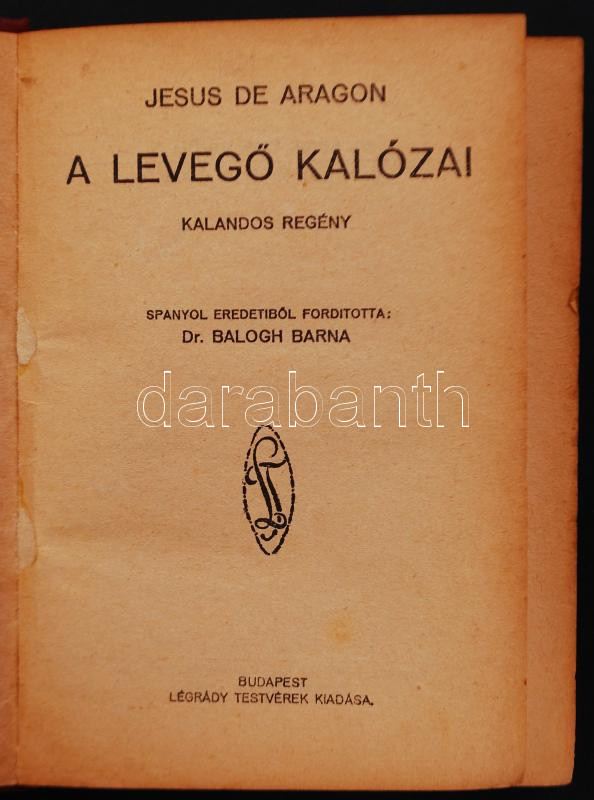 JESUS DE ARAGON
A LEVEGŐ KALÓZAI
KALANDOS REGÉNY
SPANYOL EREDETIBŐL FORDITOTTA:
Dr. BALOGH BARNA
darabanth
BUDAPEST
LÉGRÁDY TESTVÉREK KIADÁSA.